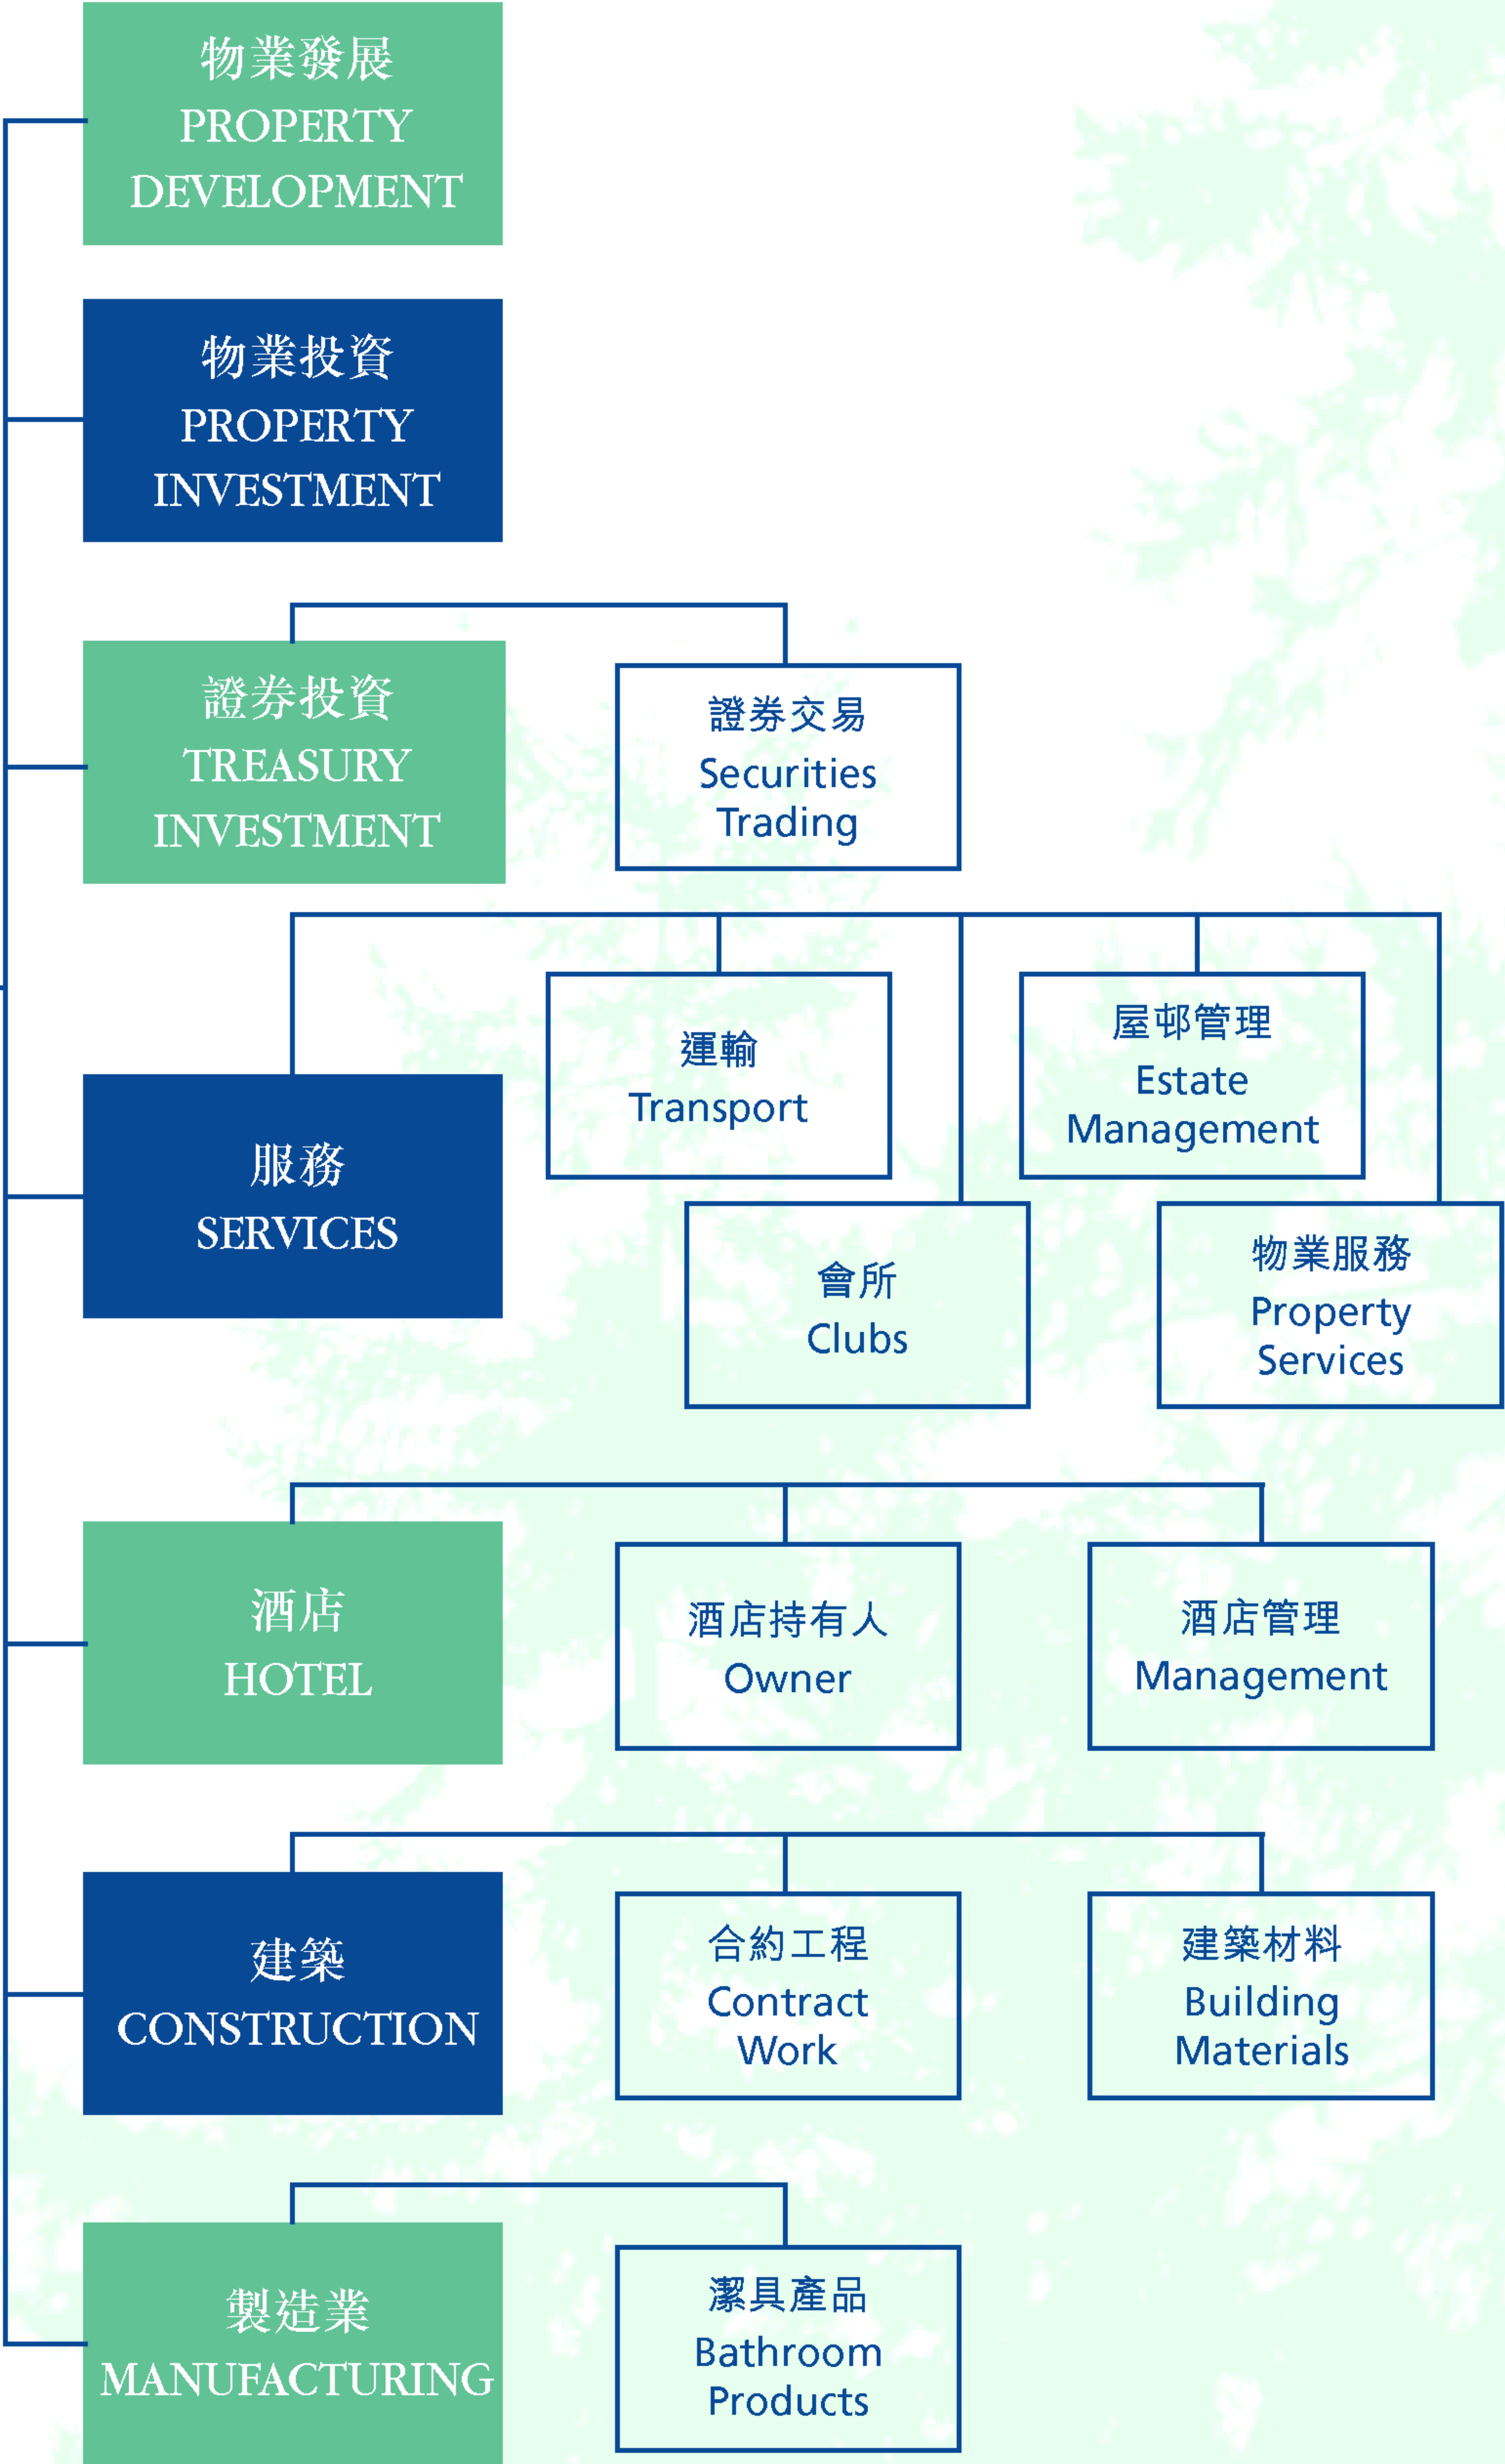 物業發展
PROPERTY
DEVELOPMENT
物業投資
PROPERTY
INVESTMENT
證券投資
TREASURY
INVESTMENT
證券交易
Securities
Trading
服務
SERVICES
運輸
Transport
會所
Clubs
屋邨管理
Estate
Management
物業服務
Property
Services
酒店
HOTEL
酒店持有人
Owner
酒店管理
Management
建築
CONSTRUCTION
合約工程
Contract
Work
建築材料
Building
Materials
製造業
MANUFACTURING
潔具產品
Bathroom
Products